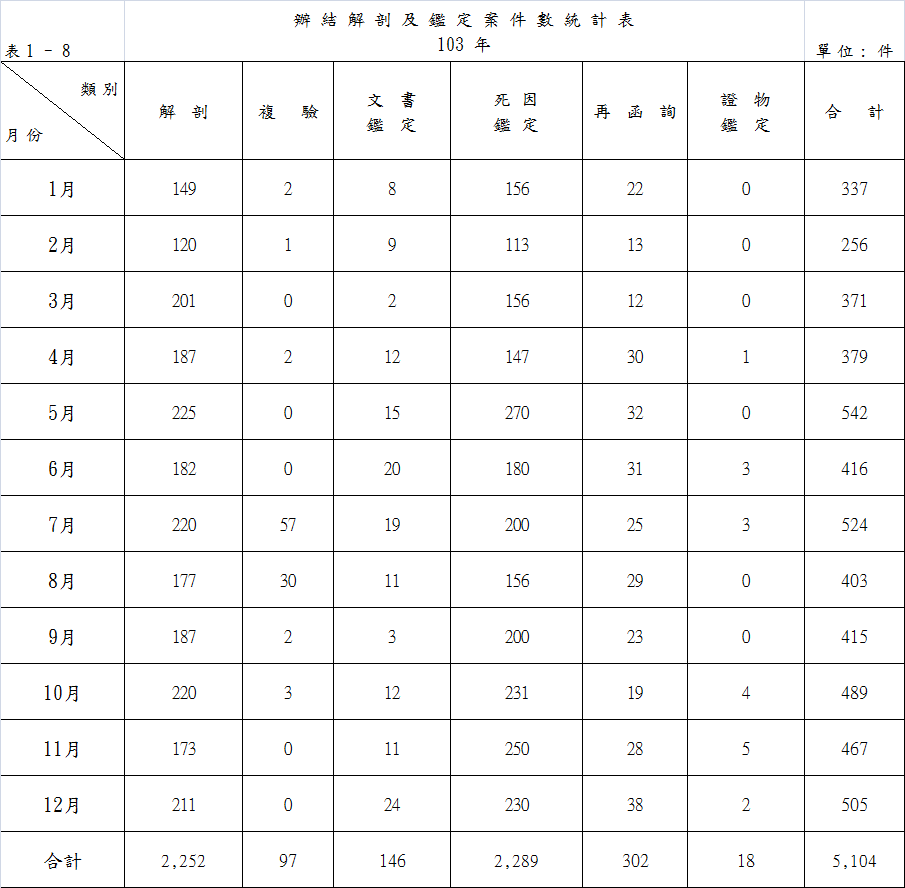 辦結解剖及鑑定案件數統計表
表1-8 103 年 單位: 件
類別 解剖 複驗 文書鑑定 死因鑑定 再函詢 證物鑑定 合計
月份
1月 149 2 8 156 22 0 337
2月 120 1 9 113 13 0 256
3月 201 0 2 156 12 0 371
4月 187 2 12 147 30 1 379
5月 225 0 15 270 32 0 542
6月 182 0 20 180 31 3 416
7月 220 57 19 200 25 3 524
8月 177 30 11 156 29 0 403
9月 187 2 3 200 23 0 415
10月 220 3 12 231 19 4 489
11月 173 0 11 250 28 5 467
12月 211 0 24 230 38 2 505
合計 2,252 97 146 2,289 302 18 5,104